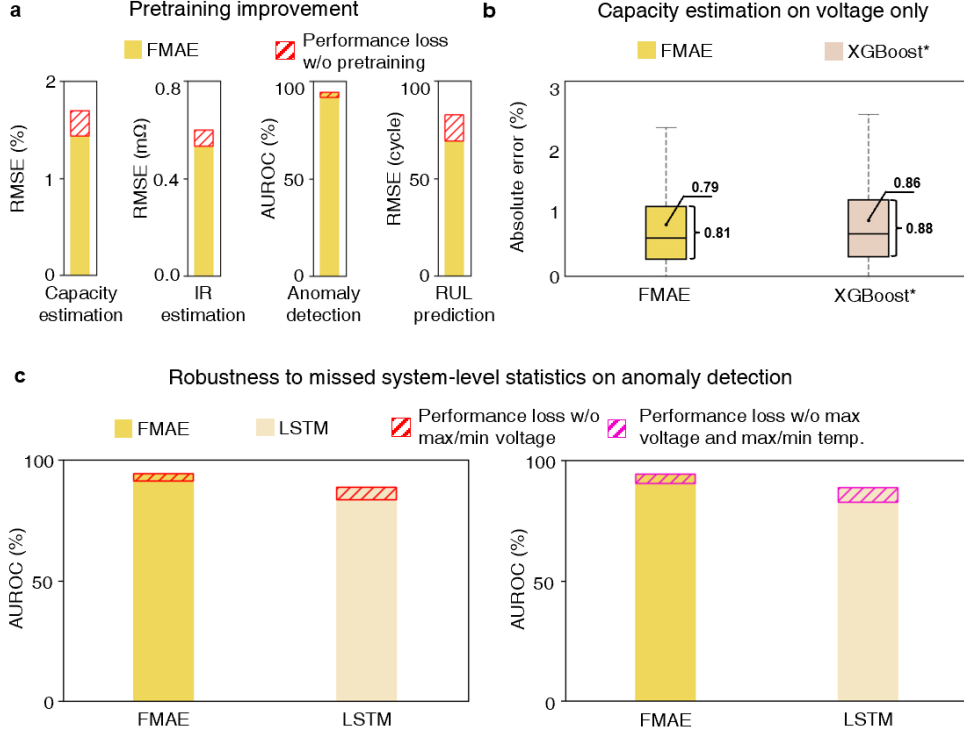 a Pretraining improvement
FMAE
Performance loss
w/o pretraining
RMSE (%)
2
1
0
Capacity
estimation
RMSE (mΩ)
0.8
0.4
0.0
IR
estimation
AUROC (%)
100
50
0
Anomaly
detection
RMSE (cycle)
100
50
0
RUL
prediction
b Capacity estimation on voltage only
FMAE
XGBoost*
Absolute error (%)
3
2
1
0
0.79
0.81
0.86
0.88
FMAE
XGBoost*
c Robustness to missed system-level statistics on anomaly detection
FMAE
LSTM
Performance loss w/o
max/min voltage
Performance loss w/o max
voltage and max/min temp.
AUROC (%)
100
50
0
FMAE
LSTM
AUROC (%)
100
50
0
FMAE
LSTM